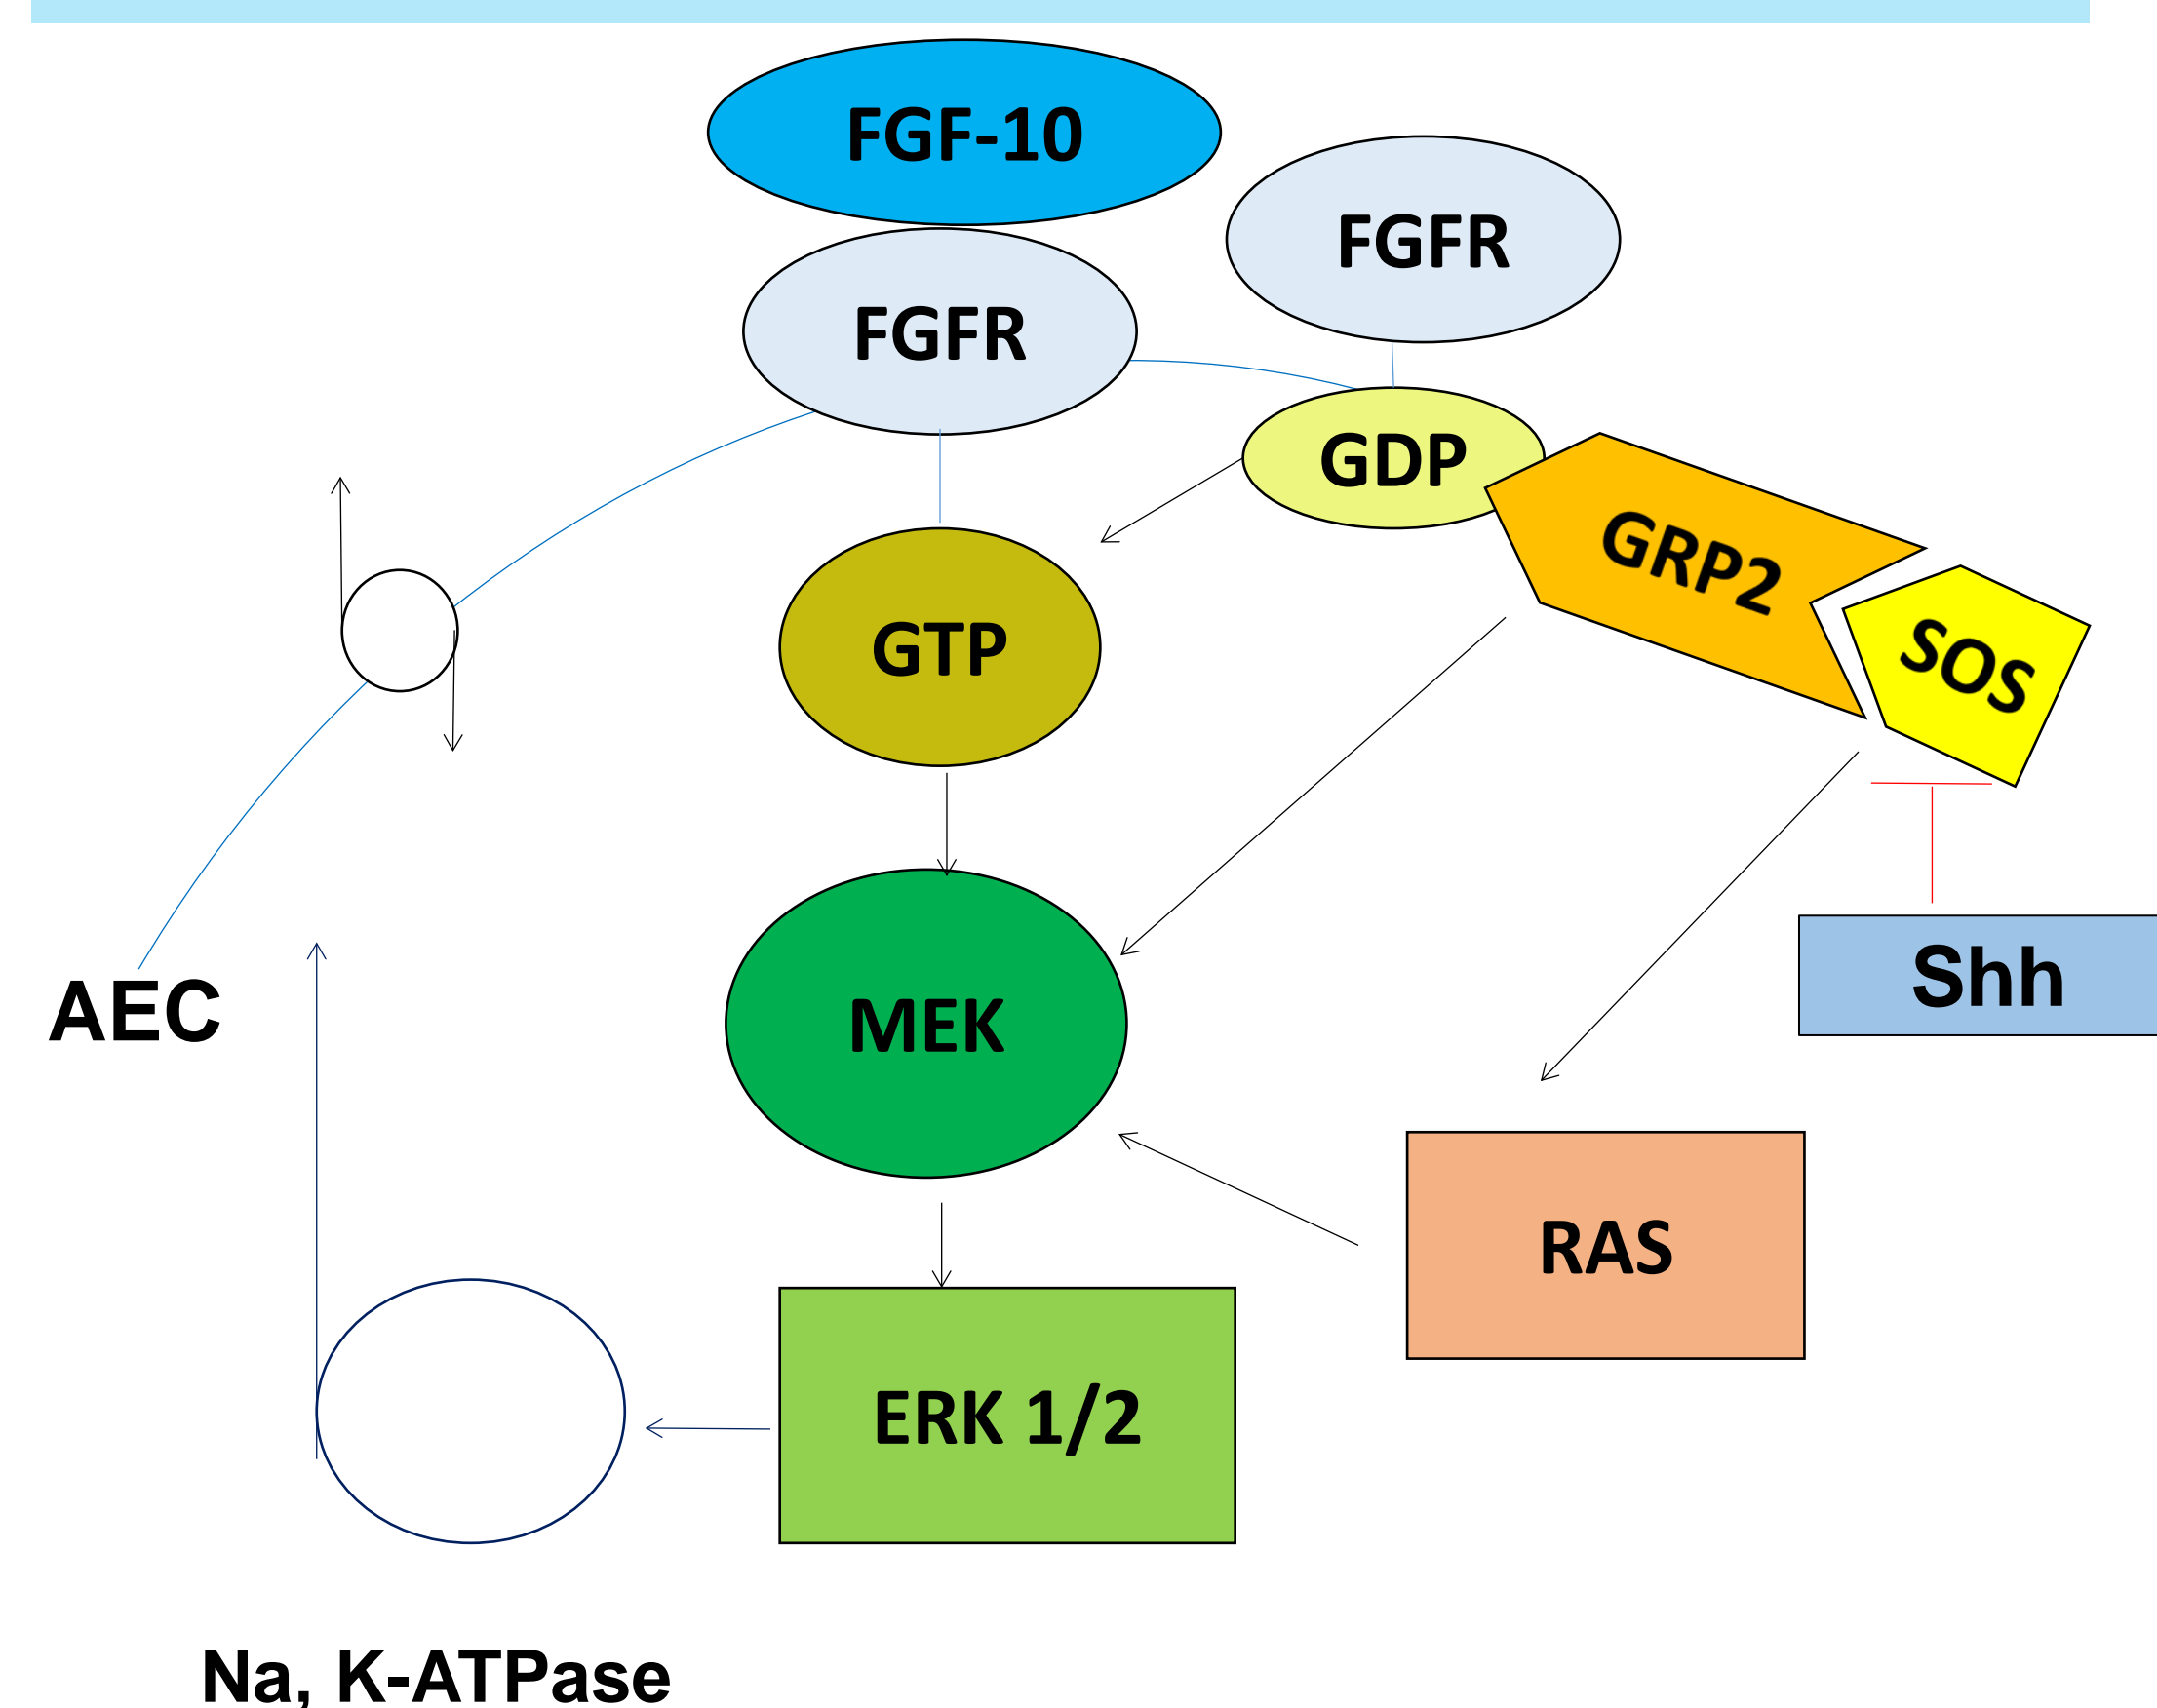 FGF-10
FGFR
FGFR
GDP
GRP2
GTP
SOS
Shh
AEC
MEK
RAS
ERK 1/2
Na, K-ATPase